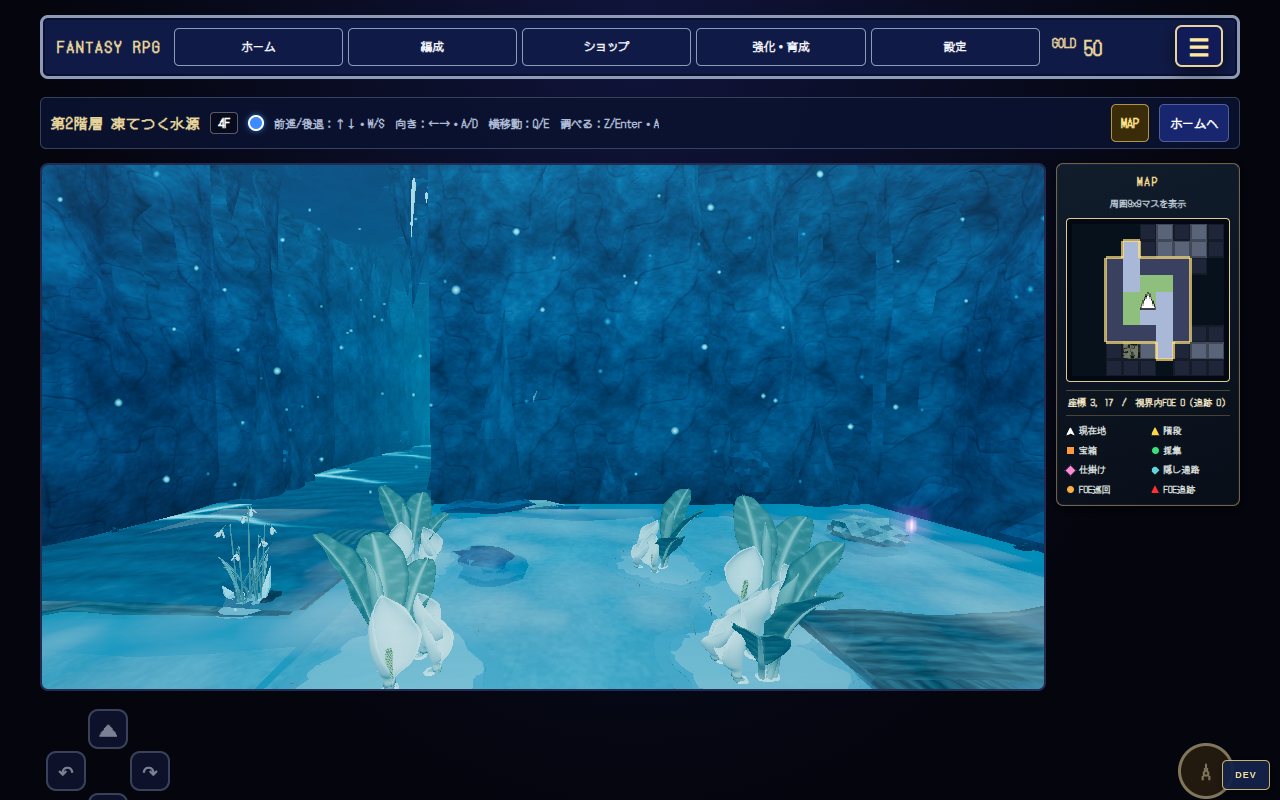 FANTASY RPG
ホーム
編成
ショップ
強化・育成
設定
GOLD 50
第2階層 凍てつく水源
4F
前進/後退：↑↓・W/S 向き：←→・A/D 横移動：Q/E 調べる：Z/Enter・A
MAP
ホームへ
MAP
周囲9x9マスを表示
座標 3, 17 / 視界内FOE 0 (追跡 0)
現在地
階段
宝箱
採集
仕掛け
隠し通路
FOE巡回
FOE追跡
A
DEV